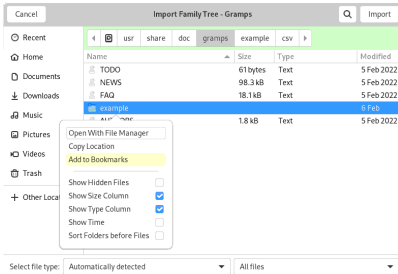 Cancel
Import Family Tree - Gramps
Import
usr share doc gramps example csv
Name Size Type Modified
TODO 61 bytes Text 5 Feb 2022
NEWS 98.3 kB Text 5 Feb 2022
FAQ 18.1 kB Text 5 Feb 2022
example 6 Feb
1.8 kB Text 5 Feb 2022
Recent
Home
Documents
Downloads
Music
Pictures
Videos
Trash
Other Locat
Open With File Manager
Copy Location
Add to Bookmarks
Show Hidden Files
Show Size Column
Show Type Column
Show Time
Sort Folders before Files
Select file type: Automatically detected All files